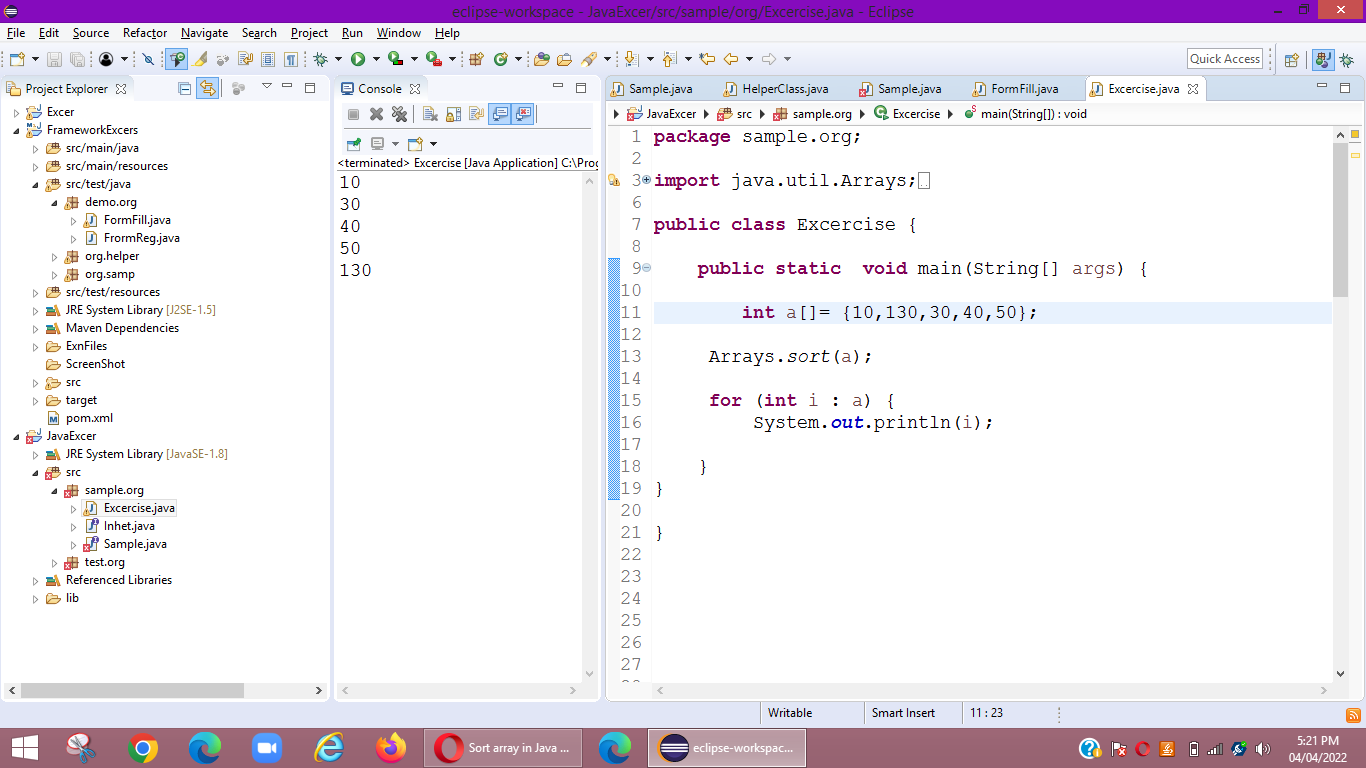 eclipse-workspace - JavaExcer/src/sample/org/Excercise.java - Eclipse
File Edit Source Refactor Navigate Search Project Run Window Help
Quick Access
Project Explorer
Excer
FrameworkExcers
src/main/java
src/main/resources
src/test/java
demo.org
FormFill.java
FrormReg.java
org.helper
org.samp
src/test/resources
JRE System Library [J2SE-1.5]
Maven Dependencies
ExnFiles
ScreenShot
src
target
pom.xml
JavaExcer
JRE System Library [JavaSE-1.8]
src
sample.org
Excercise.java
Inhet.java
Sample.java
test.org
Referenced Libraries
lib
Console
<terminated> Excercise [Java Application] C:\Prog
10
30
40
50
130
Sample.java HelperClass.java Sample.java FormFill.java Excercise.java
JavaExcer src sample.org Excercise main(String[]) : void
1 package sample.org;
2
3 import java.util.Arrays;
6
7 public class Excercise {
8
9 public static  void main(String[] args) {
10
11 int a[]= {10,130,30,40,50};
12
13 Arrays.sort(a);
14
15 for (int i : a) {
16 System.out.println(i);
17
18 }
19 }
20
21 }
22
23
24
25
26
27
Writable Smart Insert 11 : 23
Sort array in Java ...
eclipse-workspac...
5:21 PM
04/04/2022